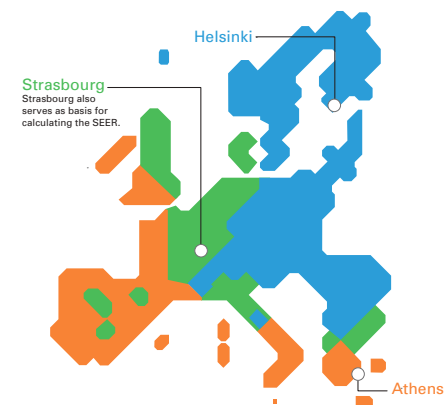 Helsinki
Strasbourg
Strasbourg also
serves as basis for
calculating the SEER.
Athens